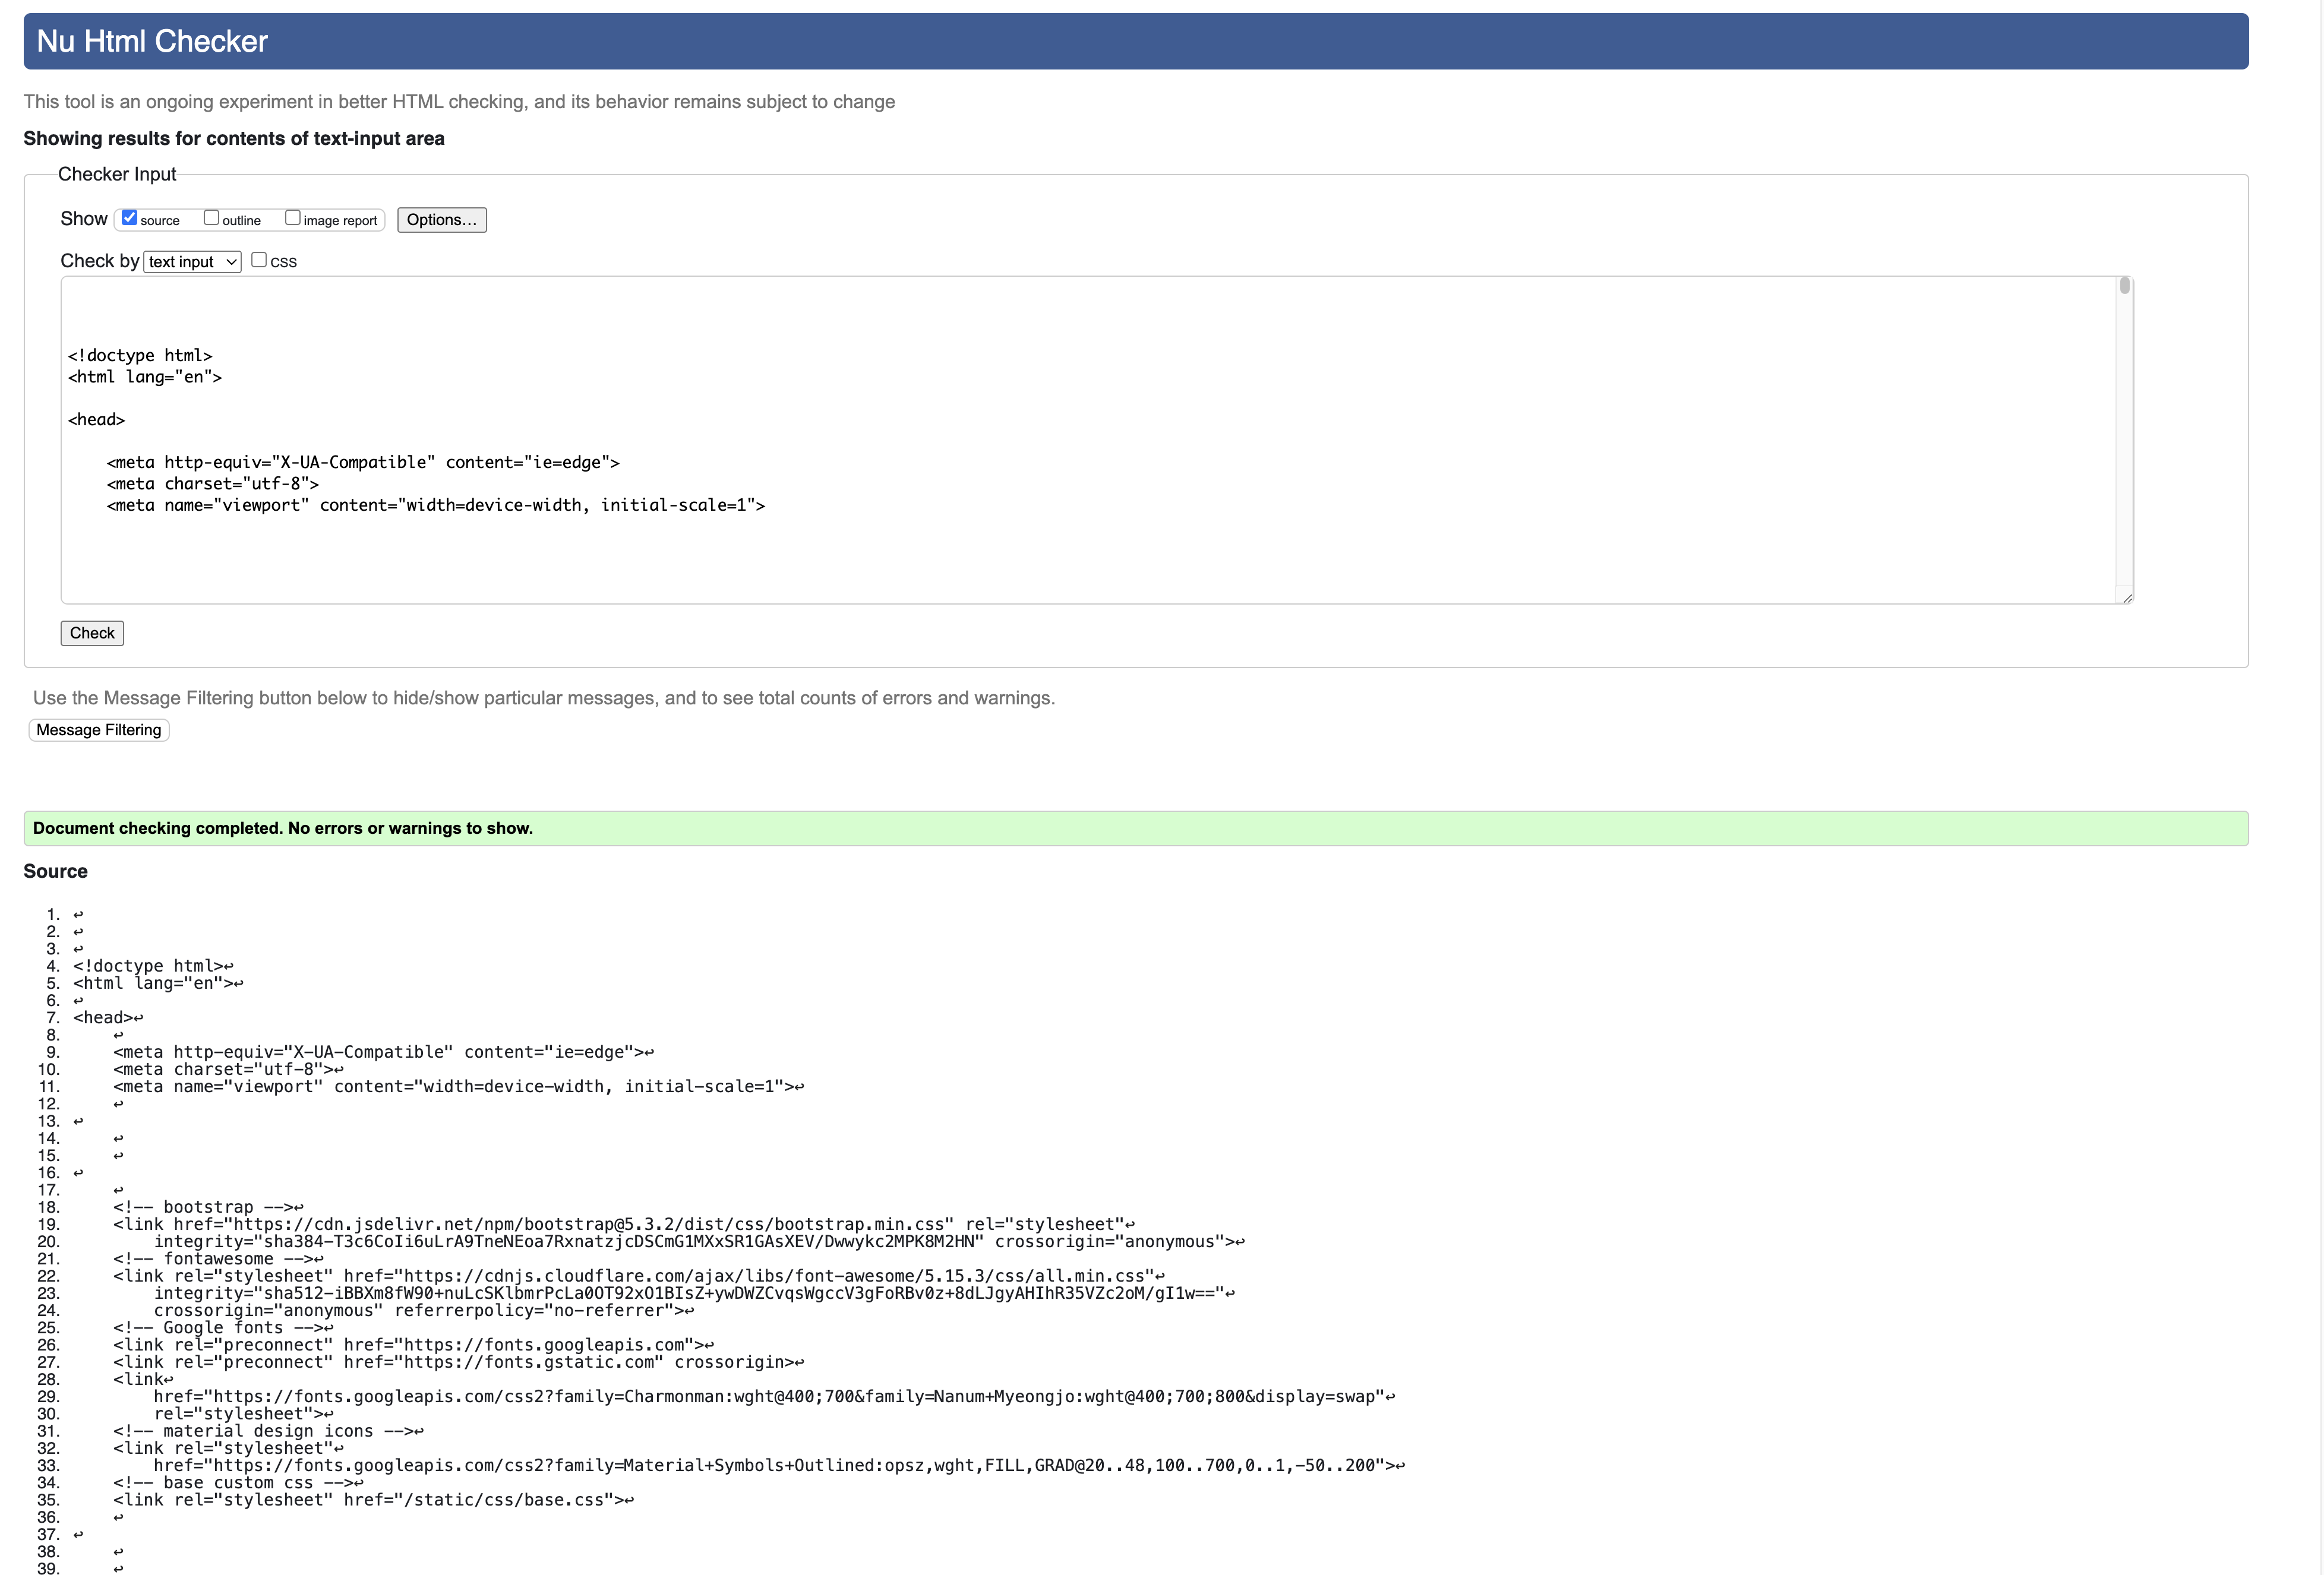 Nu Html Checker
This tool is an ongoing experiment in better HTML checking, and its behavior remains subject to change
Showing results for contents of text-input area
Checker Input
Show source outline image report Options...
Check by text input CSS
<!doctype html>
<html lang="en">
<head>
<meta http-equiv="X-UA-Compatible" content="ie=edge">
<meta charset="utf-8">
<meta name="viewport" content="width=device-width, initial-scale=1">
Check
Use the Message Filtering button below to hide/show particular messages, and to see total counts of errors and warnings.
Message Filtering
Document checking completed. No errors or warnings to show.
Source
1. ↩
2. ↩
3. ↩
4. <!doctype html>↩
5. <html lang="en">↩
6. ↩
7. <head>↩
8. ↩
9. <meta http-equiv="X-UA-Compatible" content="ie=edge">↩
10. <meta charset="utf-8">↩
11. <meta name="viewport" content="width=device-width, initial-scale=1">↩
12. ↩
13. ↩
14. ↩
15. ↩
16. ↩
17. ↩
18. <!-- bootstrap -->↩
19. <link href="https://cdn.jsdelivr.net/npm/bootstrap@5.3.2/dist/css/bootstrap.min.css" rel="stylesheet"↩
20. integrity="sha384-T3c6CoIi6uLrA9TneNEoa7RxnatzjcDSCmG1MXxSR1GAsXEV/Dwwykc2MPK8M2HN" crossorigin="anonymous">↩
21. <!-- fontawesome -->↩
22. <link rel="stylesheet" href="https://cdnjs.cloudflare.com/ajax/libs/font-awesome/5.15.3/css/all.min.css"↩
23. integrity="sha512-iBBXm8fW90+nuLcSKlbmrPcLa0OT92xO1BIsZ+ywDWZCvqsWgccV3gFoRBv0z+8dLJgyAHIhR35VZc2oM/gI1w=="↩
24. crossorigin="anonymous" referrerpolicy="no-referrer">↩
25. <!-- Google fonts -->↩
26. <link rel="preconnect" href="https://fonts.googleapis.com">↩
27. <link rel="preconnect" href="https://fonts.gstatic.com" crossorigin>↩
28. <link↩
29. href="https://fonts.googleapis.com/css2?family=Charmonman:wght@400;700&family=Nanum+Myeongjo:wght@400;700;800&display=swap"↩
30. rel="stylesheet">↩
31. <!-- material design icons -->↩
32. <link rel="stylesheet"↩
33. href="https://fonts.googleapis.com/css2?family=Material+Symbols+Outlined:opsz,wght,FILL,GRAD@20..48,100..700,0..1,-50..200">↩
34. <!-- base custom css -->↩
35. <link rel="stylesheet" href="/static/css/base.css">↩
36. ↩
37. ↩
38. ↩
39. ↩